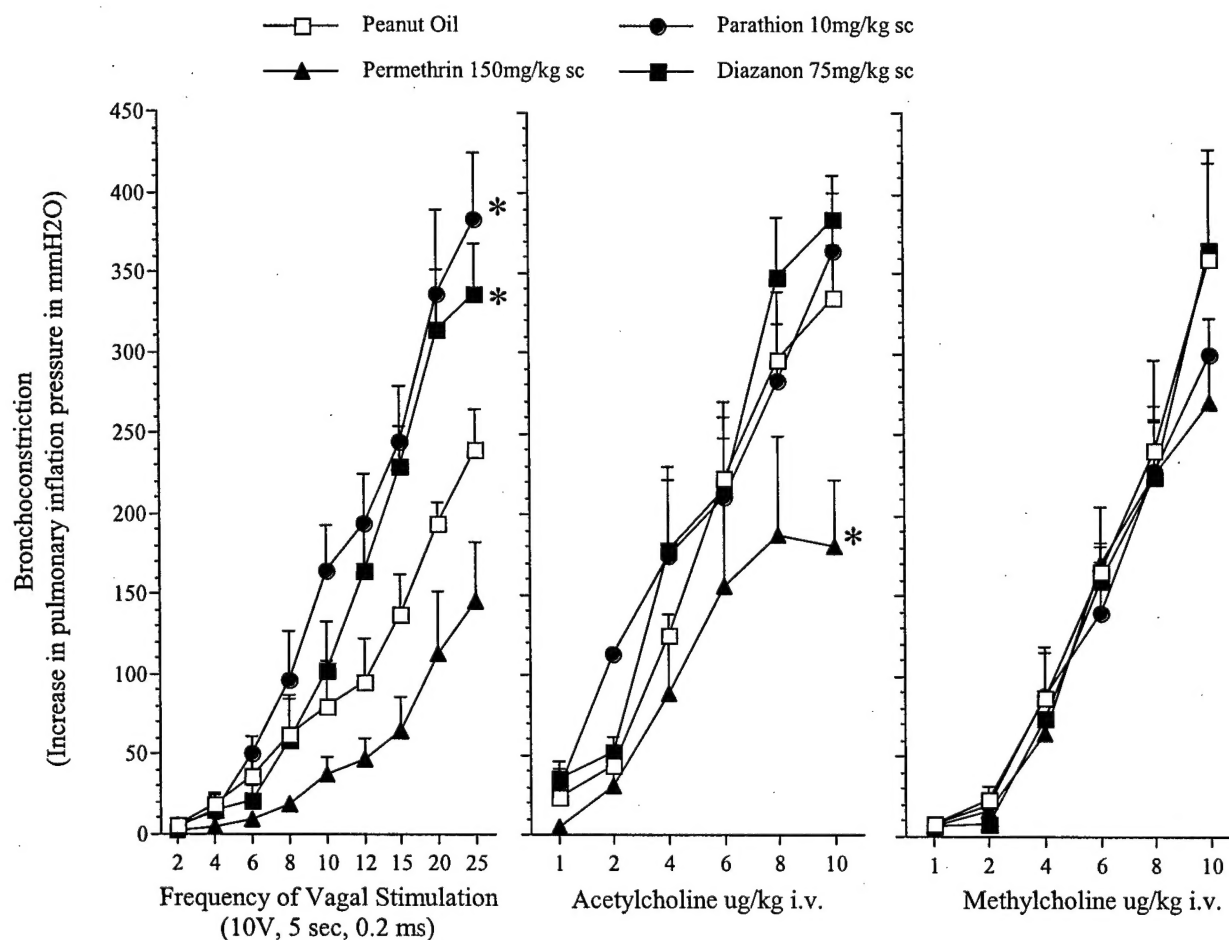 Peanut Oil
Parathion 10mg/kg sc
Permethrin 150mg/kg sc
Diazanon 75mg/kg sc
Bronchoconstriction
(Increase in pulmonary inflation pressure in mmH2O)
450
400
350
300
250
200
150
100
50
0
*
*
*
2 4 6 8 10 12 15 20 25
1 2 4 6 8 10
1 2 4 6 8 10
Frequency of Vagal Stimulation
(10V, 5 sec, 0.2 ms)
Acetylcholine ug/kg i.v.
Methylcholine ug/kg i.v.